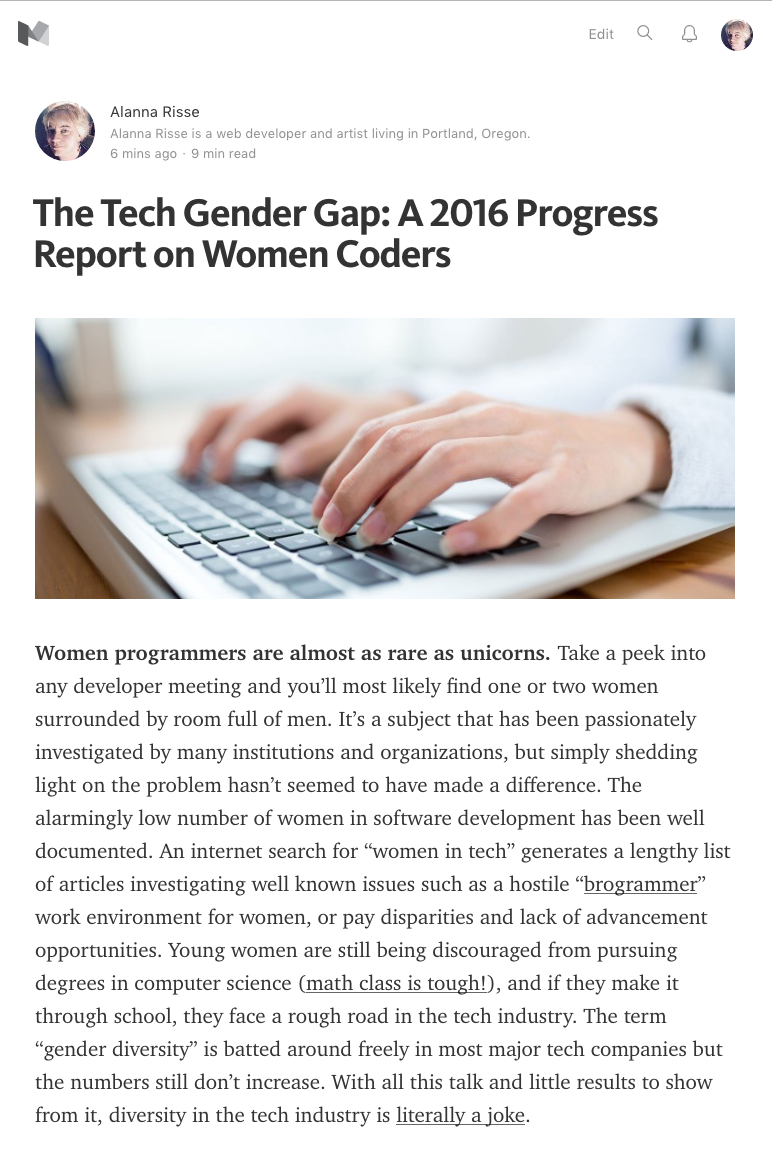 Edit
Alanna Risse
Alanna Risse is a web developer and artist living in Portland, Oregon.
6 mins ago · 9 min read
The Tech Gender Gap: A 2016 Progress
Report on Women Coders
Women programmers are almost as rare as unicorns. Take a peek into
any developer meeting and you’ll most likely find one or two women
surrounded by room full of men. It’s a subject that has been passionately
investigated by many institutions and organizations, but simply shedding
light on the problem hasn’t seemed to have made a difference. The
alarmingly low number of women in software development has been well
documented. An internet search for “women in tech” generates a lengthy list
of articles investigating well known issues such as a hostile “brogrammer”
work environment for women, or pay disparities and lack of advancement
opportunities. Young women are still being discouraged from pursuing
degrees in computer science (math class is tough!), and if they make it
through school, they face a rough road in the tech industry. The term
“gender diversity” is batted around freely in most major tech companies but
the numbers still don’t increase. With all this talk and little results to show
from it, diversity in the tech industry is literally a joke.